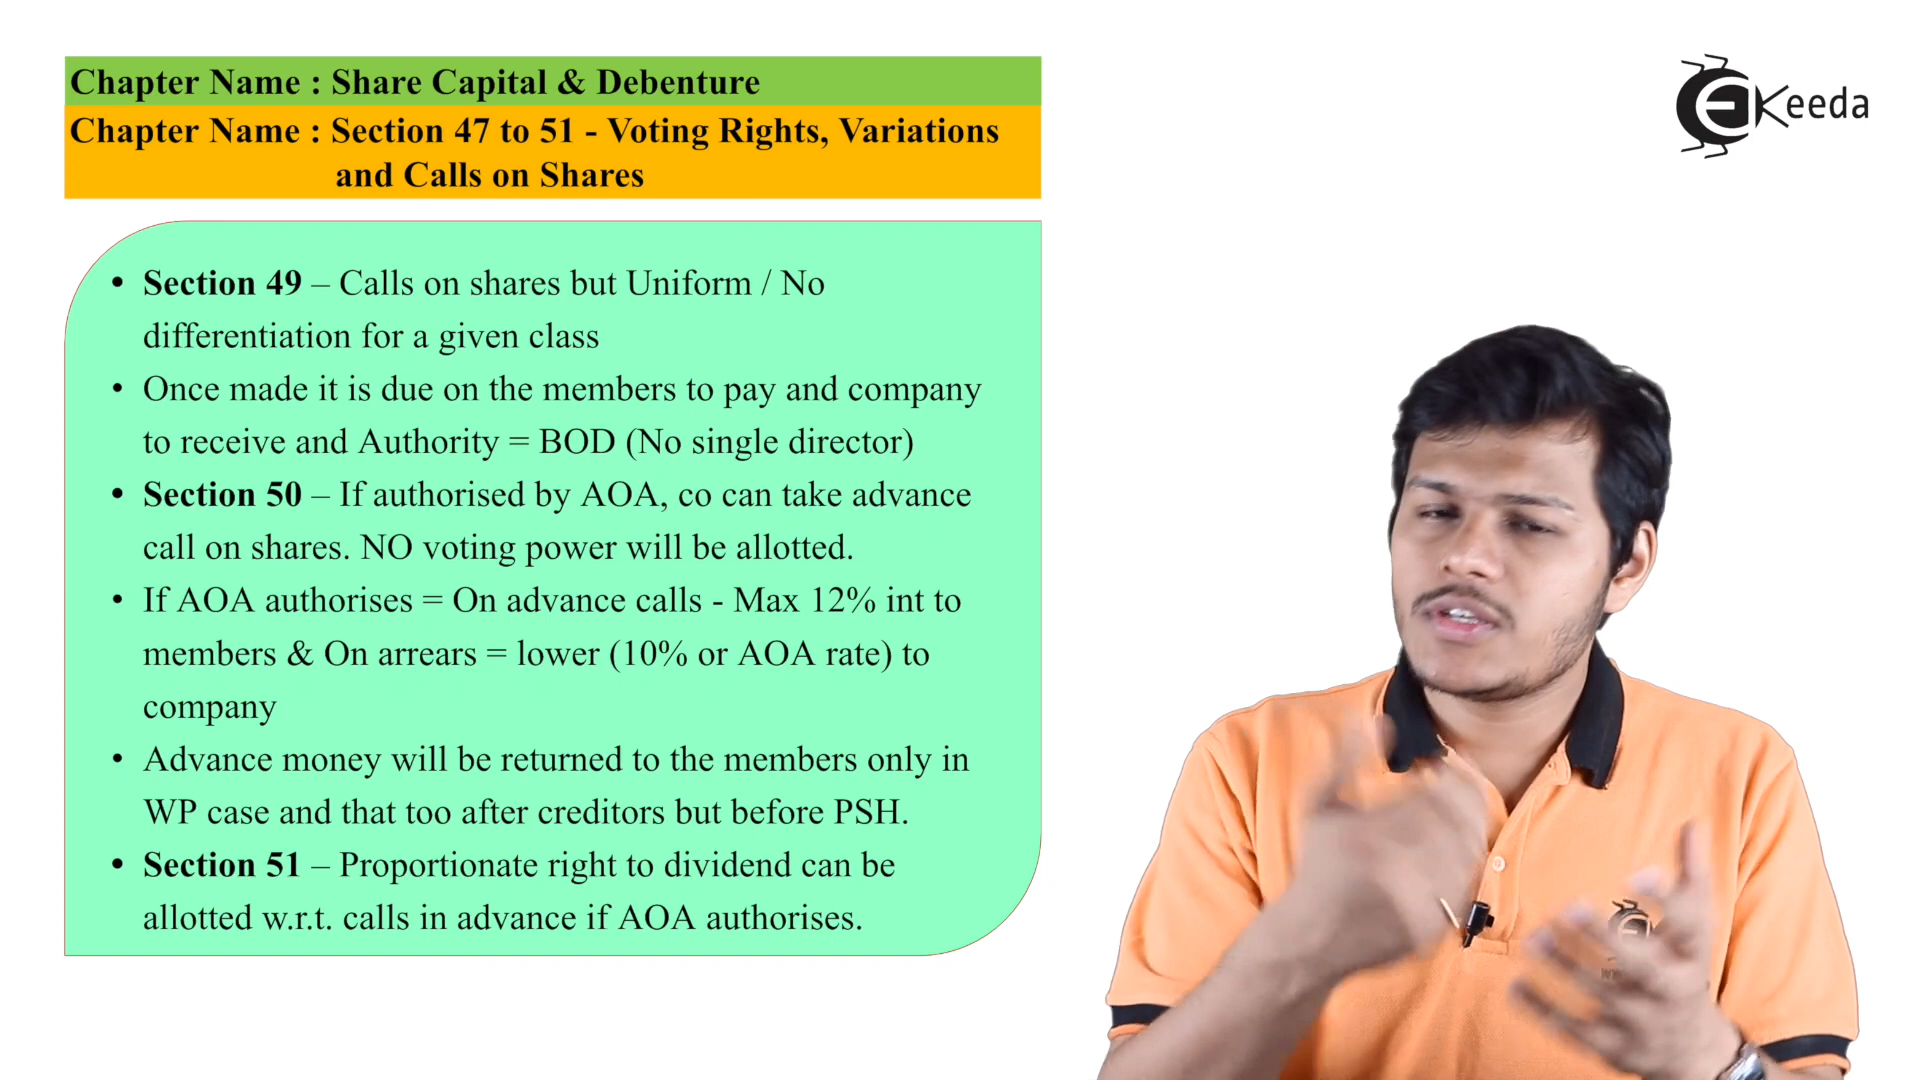 Chapter Name : Share Capital & Debenture
Chapter Name : Section 47 to 51 - Voting Rights, Variations
and Calls on Shares
Keeda
• Section 49 – Calls on shares but Uniform / No
differentiation for a given class
• Once made it is due on the members to pay and company
to receive and Authority = BOD (No single director)
• Section 50 – If authorised by AOA, co can take advance
call on shares. NO voting power will be allotted.
• If AOA authorises = On advance calls - Max 12% int to
members & On arrears = lower (10% or AOA rate) to
company
• Advance money will be returned to the members only in
WP case and that too after creditors but before PSH.
• Section 51 – Proportionate right to dividend can be
allotted w.r.t. calls in advance if AOA authorises.